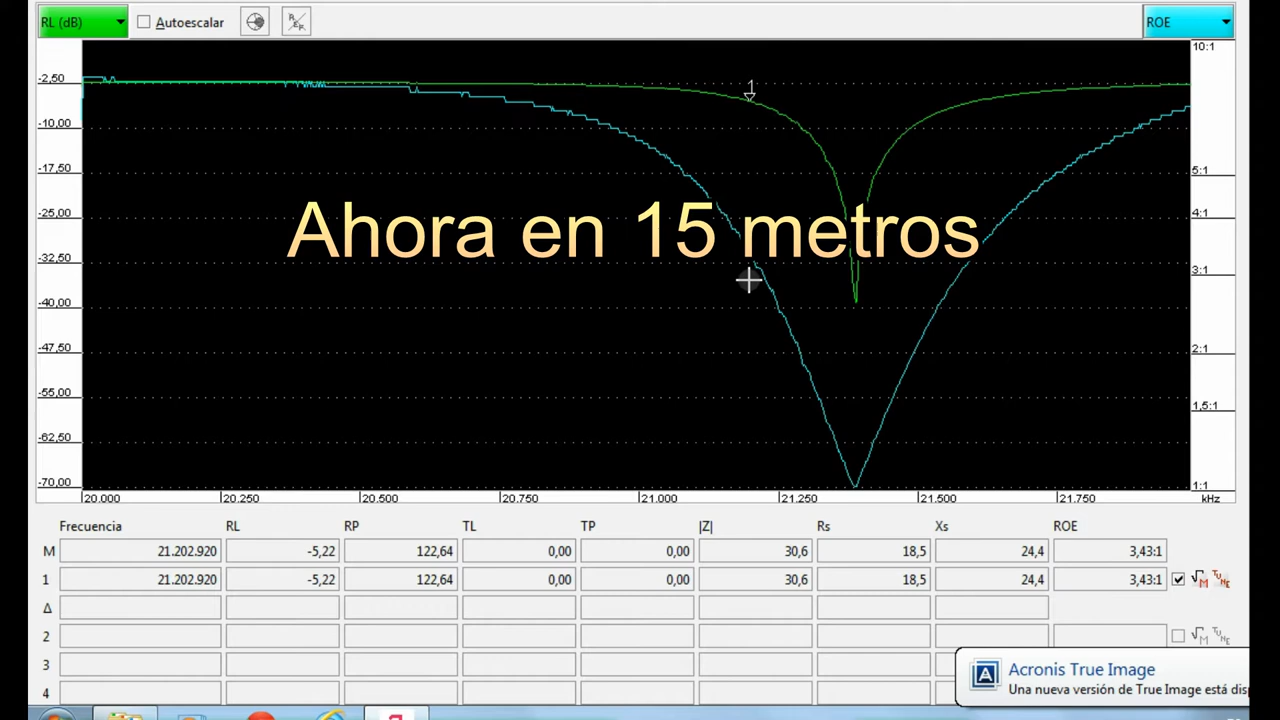 RL (dB) Autoescalar ROE
10:1
-2,50
1
-10,00
-17,50 5:1
-25,00 4:1
Ahora en 15 metros
-32,50 3:1
-40,00
-47,50 2:1
-55,00 1,5:1
-62,50
-70,00 1:1
20.000 20.250 20.500 20.750 21.000 21.250 21.500 21.750 kHz
Frecuencia RL RP TL TP |Z| Rs Xs ROE
M 21.202.920 -5,22 122,64 0,00 0,00 30,6 18,5 24,4 3,43:1
1 21.202.920 -5,22 122,64 0,00 0,00 30,6 18,5 24,4 3,43:1 √M TUNE
Δ
2 √M TUNE
3
4
Acronis True Image
Una nueva versión de True Image está